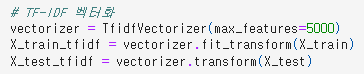 # TF-IDF 벡터화
vectorizer = TfidfVectorizer(max_features=5000)
X_train_tfidf = vectorizer.fit_transform(X_train)
X_test_tfidf = vectorizer.transform(X_test)